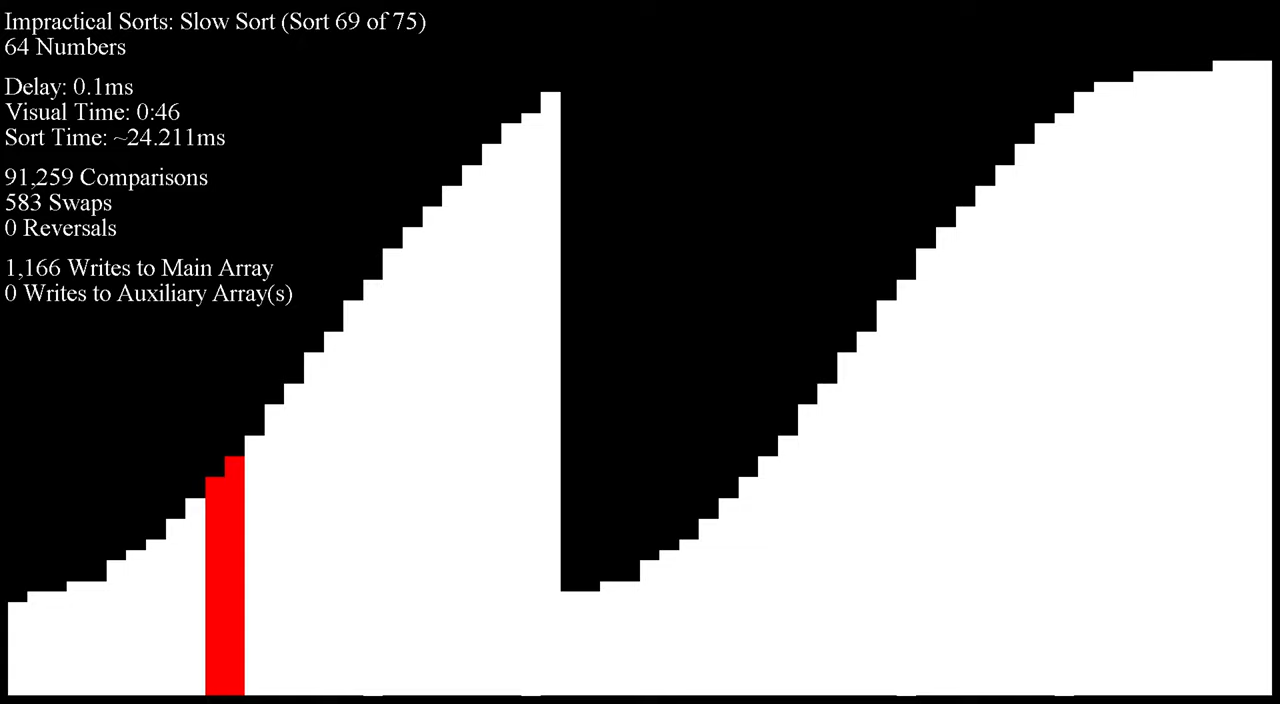 Impractical Sorts: Slow Sort (Sort 69 of 75)
64 Numbers
Delay: 0.1ms
Visual Time: 0:46
Sort Time: ~24.211ms
91,259 Comparisons
583 Swaps
0 Reversals
1,166 Writes to Main Array
0 Writes to Auxiliary Array(s)